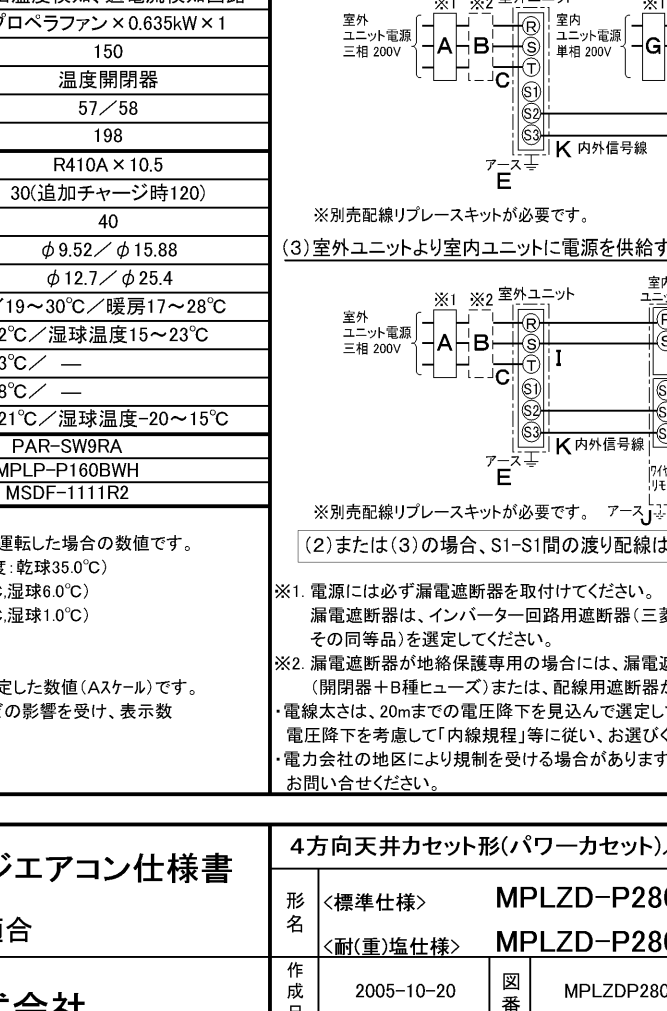 プロペラファン×0.635kW×1
150
温度開閉器
57／58
198
R410A×10.5
30(追加チャージ時120)
40
φ9.52／φ15.88
φ12.7／φ25.4
／19～30℃／暖房17～28℃
2℃／湿球温度15～23℃
3℃／ ―
8℃／ ―
21℃／湿球温度-20～15℃
PAR-SW9RA
MPLP-P160BWH
MSDF-1111R2
運転した場合の数値です。
度:乾球35.0℃)
℃,湿球6.0℃)
℃,湿球1.0℃)
定した数値(Aスケール)です。
どの影響を受け、表示数
※1 ※2
室外
ユニット電源
三相 200V
A B C
R
S
T
S1
S2
S3
K 内外信号線
アース
E
※1
室内
ユニット電源
単相 200V
G
※別売配線リプレースキットが必要です。
(3)室外ユニットより室内ユニットに電源を供給す
※1 ※2 室外ユニット
室外
ユニット電源
三相 200V
A B C
R
S
T
S1
S2
S3
I
K 内外信号線
アース
E
※別売配線リプレースキットが必要です。 アース J
(2)または(3)の場合、S1-S1間の渡り配線は
※1. 電源には必ず漏電遮断器を取付けてください。
漏電遮断器は、インバーター回路用遮断器(三菱
その同等品)を選定してください。
※2. 漏電遮断器が地絡保護専用の場合には、漏電遮
(開閉器＋B種ヒューズ)または、配線用遮断器が
・電線太さは、20mまでの電圧降下を見込んで選定し
電圧降下を考慮して「内線規程」等に従い、お選びく
・電力会社の地区により規制を受ける場合があります
お問い合せください。
ジエアコン仕様書
適合
式会社
4方向天井カセット形(パワーカセット)
形名
<標準仕様> MPLZD-P280
<耐(重)塩仕様> MPLZD-P280
作成日
2005-10-20
図番
MPLZDP280